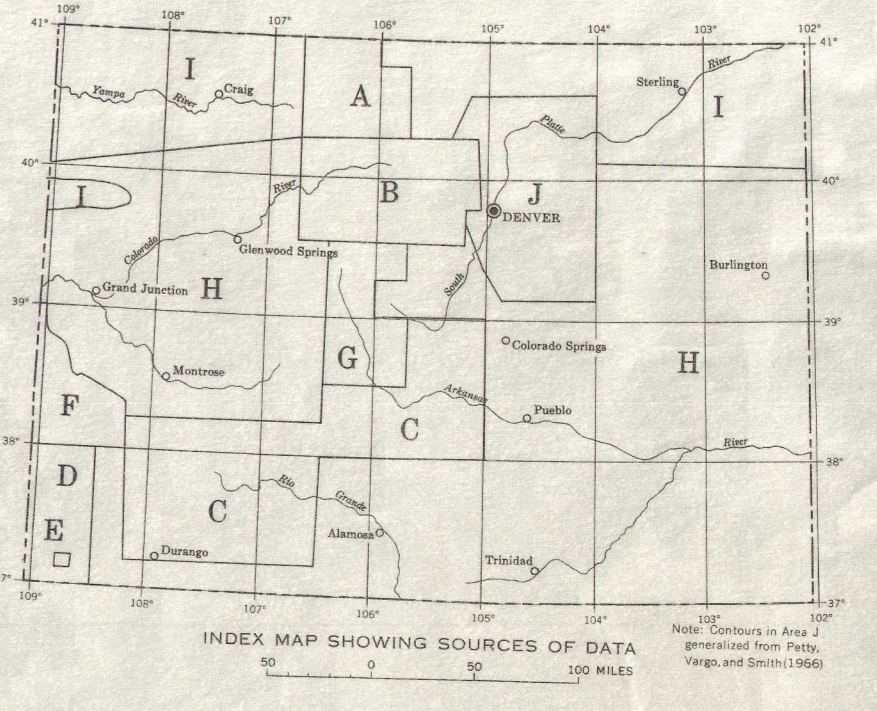 109°
108°
107°
106°
105°
104°
103°
102°
41°
41°
I
Craig
Yampa
River
A
Sterling
River
I
Platte
40°
40°
I
River
B
J
DENVER
Colorado
Glenwood Springs
Burlington
Grand Junction
H
South
39°
39°
G
Colorado Springs
H
Montrose
Arkansas
Pueblo
F
C
38°
River
38°
D
Rio
Grande
C
E
Alamosa
Durango
Trinidad
7°
37°
109°
108°
107°
106°
105°
104°
103°
102°
INDEX MAP SHOWING SOURCES OF DATA
50 0 50 100 MILES
Note: Contours in Area J
generalized from Petty,
Vargo, and Smith (1966)